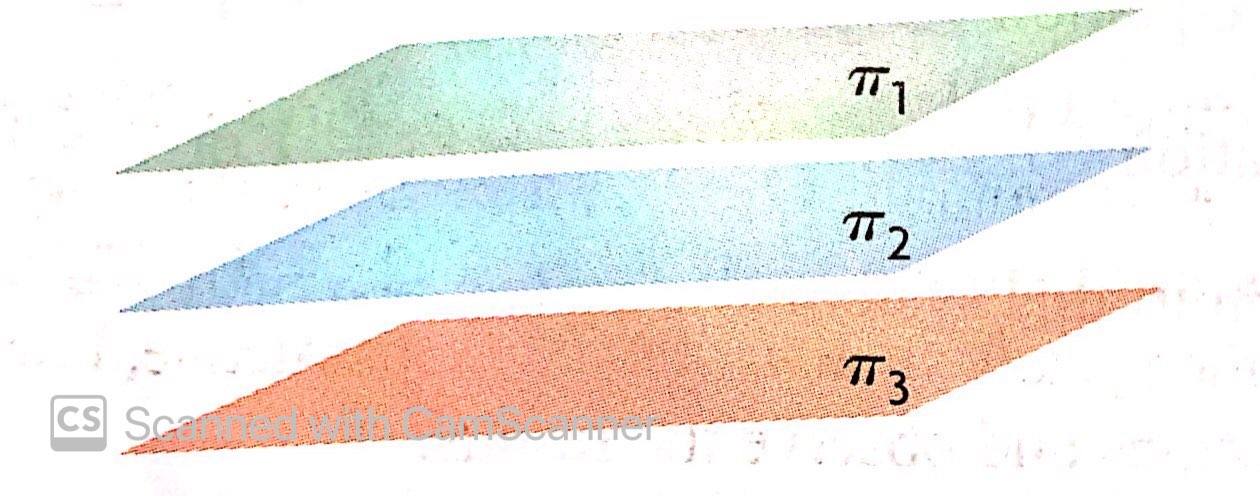 π₁
π₂
π₃
CS Scanned with CamScanner